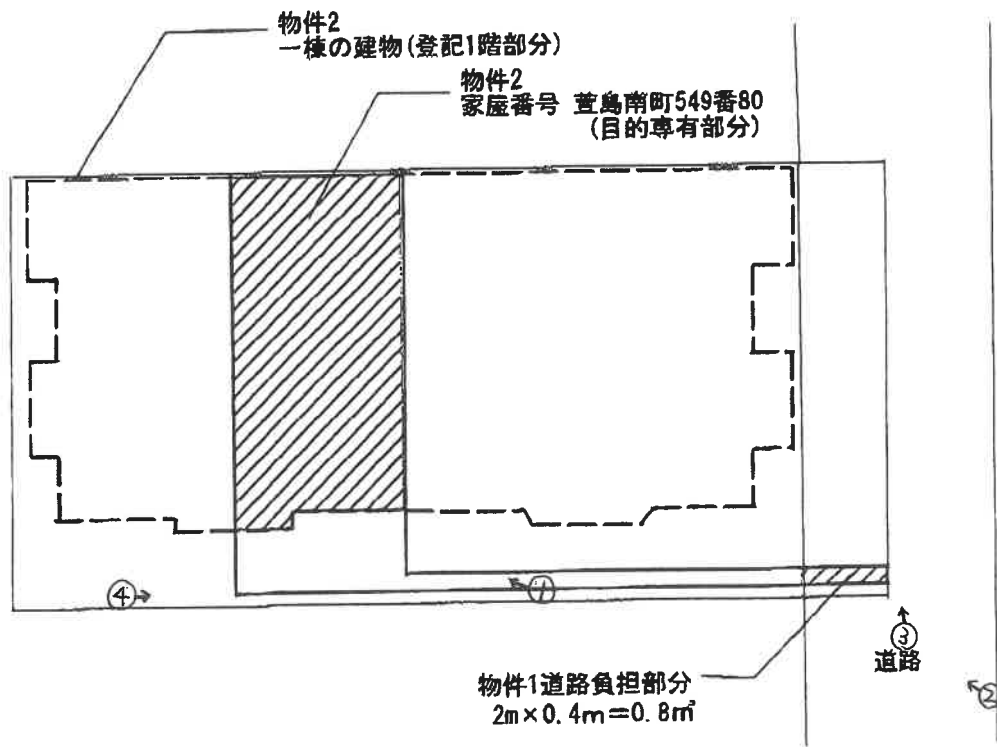 物件2
一棟の建物(登記1階部分)
物件2
家屋番号 萱島南町549番80
(目的専有部分)
④
①
③
道路
②
物件1道路負担部分
2m×0.4m=0.8㎡